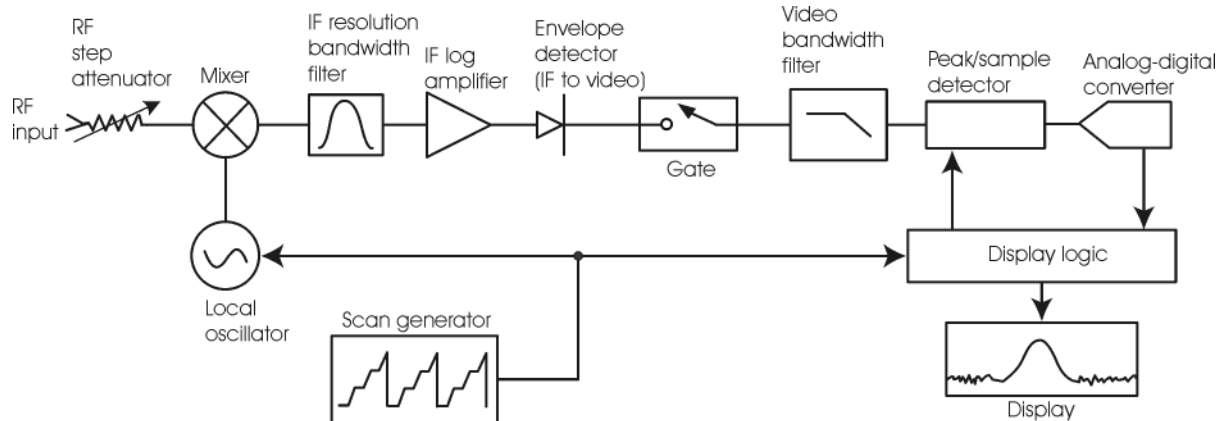 RF
step
attenuator
RF
input
Mixer
IF resolution
bandwidth
filter
IF log
amplifier
Envelope
detector
(IF to video)
Gate
Video
bandwidth
filter
Peak/sample
detector
Analog-digital
converter
Local
oscillator
Scan generator
Display logic
Display